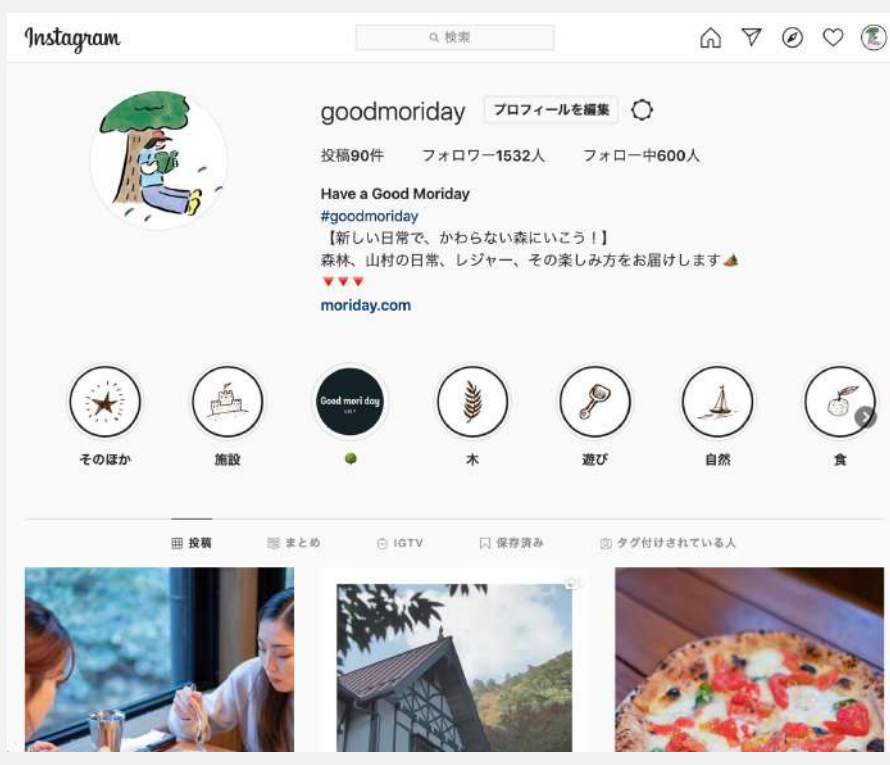 Instagram
検索
goodmoriday プロフィールを編集
投稿90件 フォロワー1532人 フォロー中600人
Have a Good Moriday
#goodmoriday
【新しい日常で、かわらない森にいこう！】
森林、山村の日常、レジャー、その楽しみ方をお届けします🏕
🔻🔻🔻
moriday.com
Good mori day
そのほか 施設 🌳 木 遊び 自然 食
投稿 まとめ IGTV 保存済み タグ付けされている人